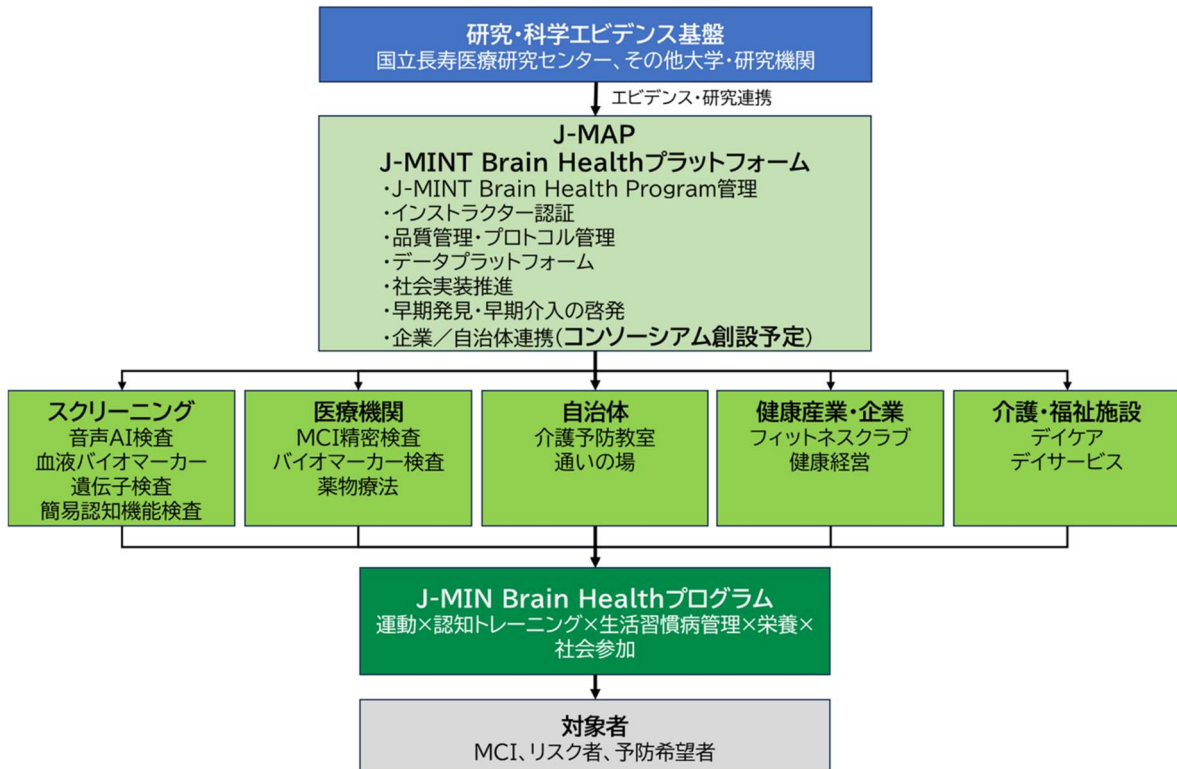 研究・科学エビデンス基盤
国立長寿医療研究センター、その他大学・研究機関
エビデンス・研究連携
J-MAP
J-MINT Brain Healthプラットフォーム
・J-MINT Brain Health Program管理
・インストラクター認証
・品質管理・プロトコル管理
・データプラットフォーム
・社会実装推進
・早期発見・早期介入の啓発
・企業／自治体連携(コンソーシアム創設予定)
スクリーニング
音声AI検査
血液バイオマーカー
遺伝子検査
簡易認知機能検査
医療機関
MCI精密検査
バイオマーカー検査
薬物療法
自治体
介護予防教室
通いの場
健康産業・企業
フィットネスクラブ
健康経営
介護・福祉施設
デイケア
デイサービス
J-MIN Brain Healthプログラム
運動×認知トレーニング×生活習慣病管理×栄養×
社会参加
対象者
MCI、リスク者、予防希望者